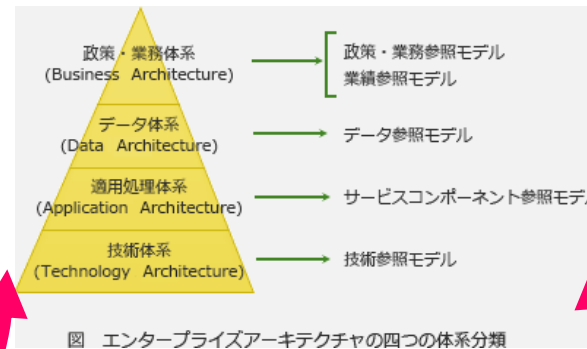 政策・業務体系
(Business Architecture)
政策・業務参照モデル
業績参照モデル
データ体系
(Data Architecture)
データ参照モデル
適用処理体系
(Application Architecture)
サービスコンポーネント参照モデル
技術体系
(Technology Architecture)
技術参照モデル
図 エンタープライズアーキテクチャの四つの体系分類